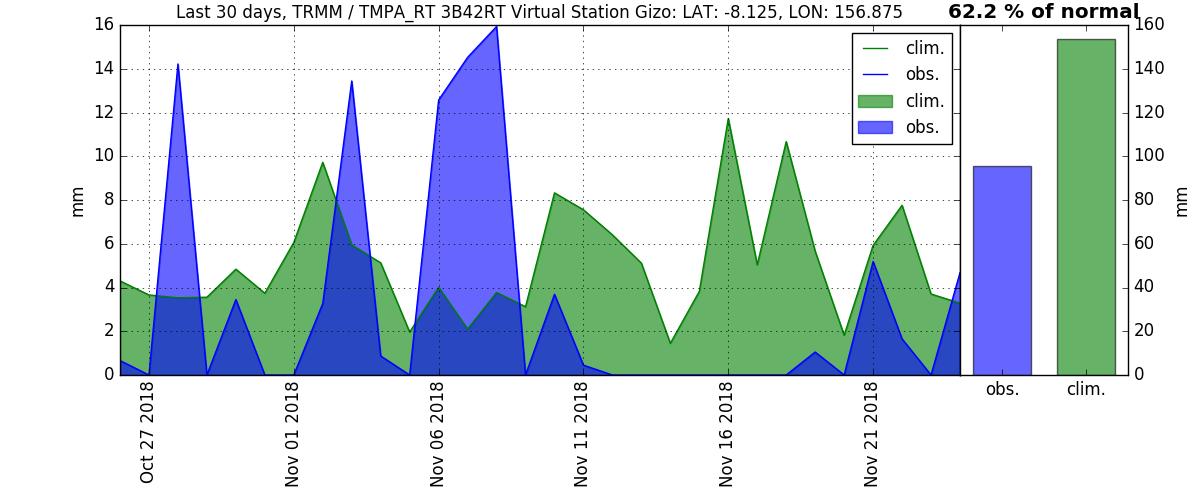 Last 30 days, TRMM / TMPA_RT 3B42RT Virtual Station Gizo: LAT: -8.125, LON: 156.875
62.2 % of normal
16
14
12
10
8
6
4
2
0
mm
clim.
obs.
clim.
obs.
Oct 27 2018
Nov 01 2018
Nov 06 2018
Nov 11 2018
Nov 16 2018
Nov 21 2018
160
140
120
100
80
60
40
20
0
mm
obs.
clim.